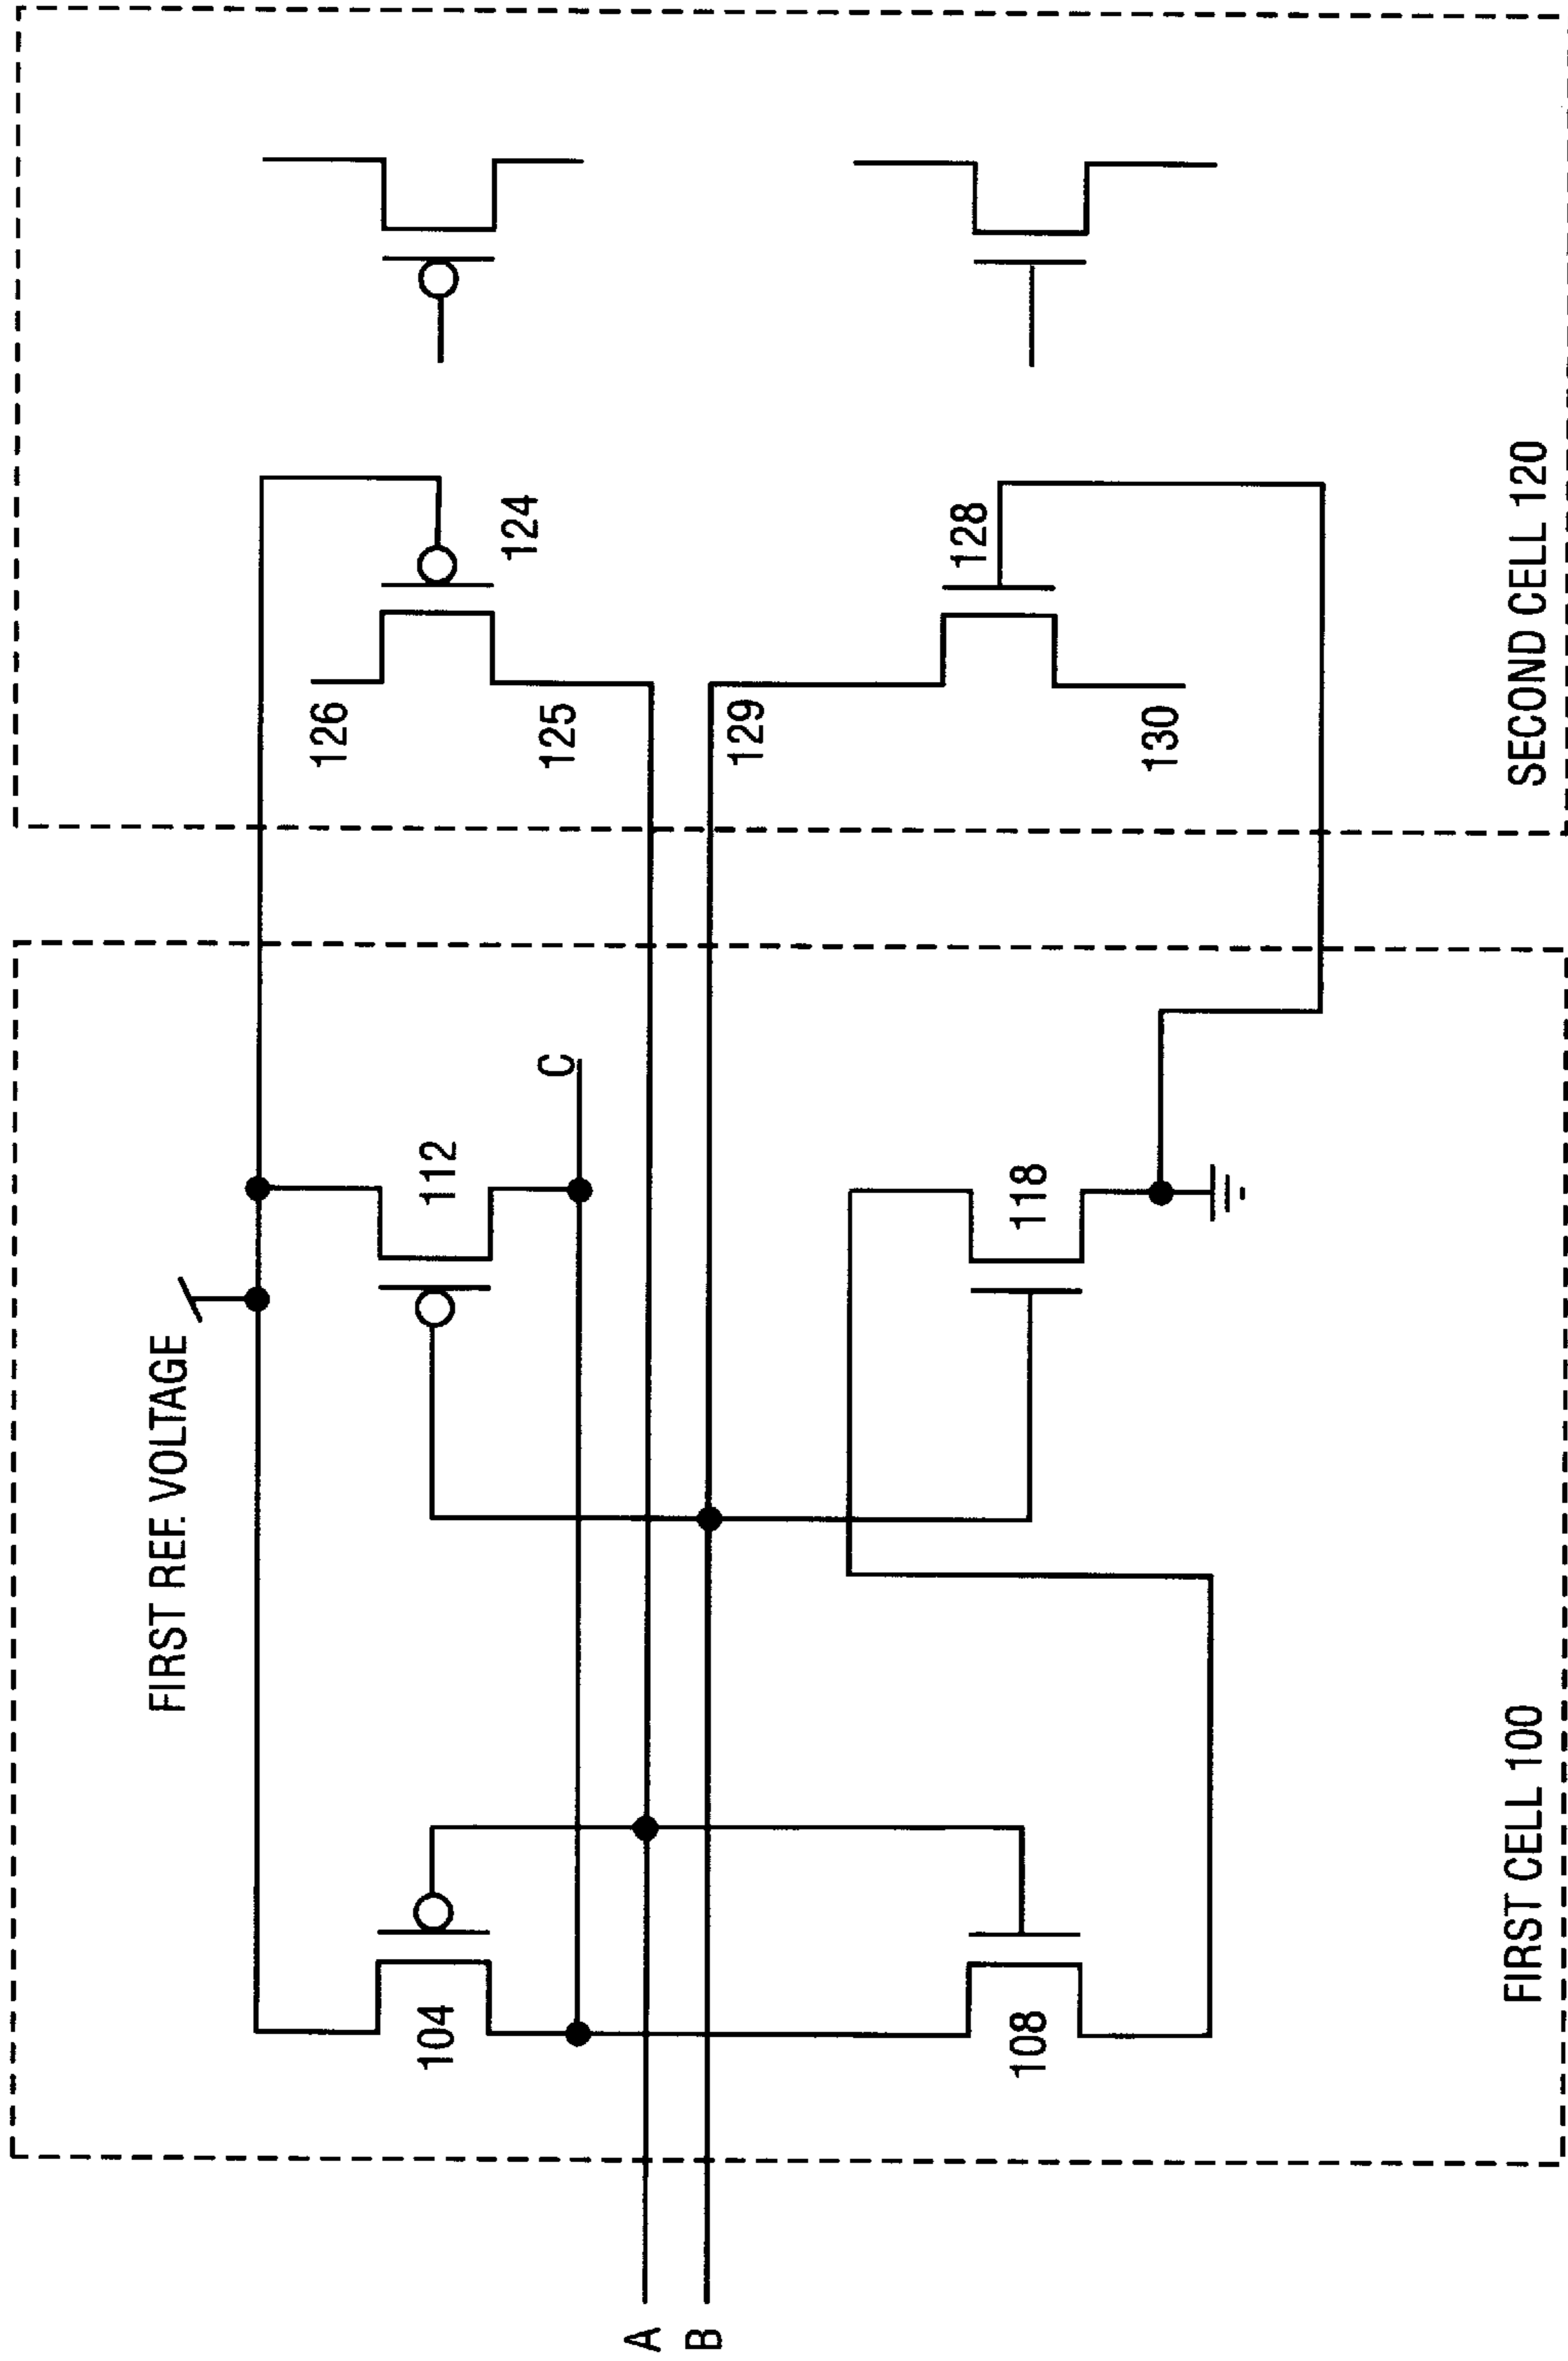 FIRST REF. VOLTAGE
104
112
C
126
124
125
A
B
129
128
108
118
130
FIRST CELL 100
SECOND CELL 120